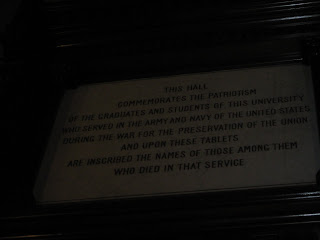 THIS HALL
COMMEMORATES THE PATRIOTISM
OF THE GRADUATES AND STUDENTS OF THIS UNIVERSITY
WHO SERVED IN THE ARMY AND NAVY OF THE UNITED STATES
DURING THE WAR FOR THE PRESERVATION OF THE UNION
AND UPON THESE TABLETS
ARE INSCRIBED THE NAMES OF THOSE AMONG THEM
WHO DIED IN THAT SERVICE